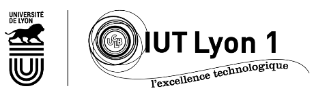 UNIVERSITÉ
DE LYON
IUT Lyon 1
l'excellence technologique